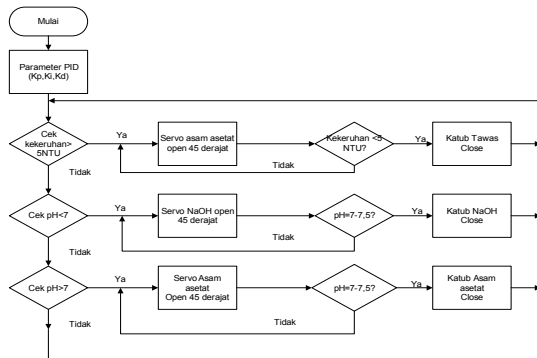 Mulai
Parameter PID
(Kp,Ki,Kd)
Cek
kekeruhan>
5NTU
Ya
Servo asam asetat
open 45 derajat
Kekeruhan <5
NTU?
Ya
Katub Tawas
Close
Tidak
Tidak
Cek pH<7
Ya
Servo NaOH open
45 derajat
pH=7-7,5?
Ya
Katub NaOH
Close
Tidak
Tidak
Cek pH>7
Ya
Servo Asam
asetat
Open 45 derajat
pH=7-7,5?
Ya
Katub Asam
asetat
Close
Tidak
Tidak